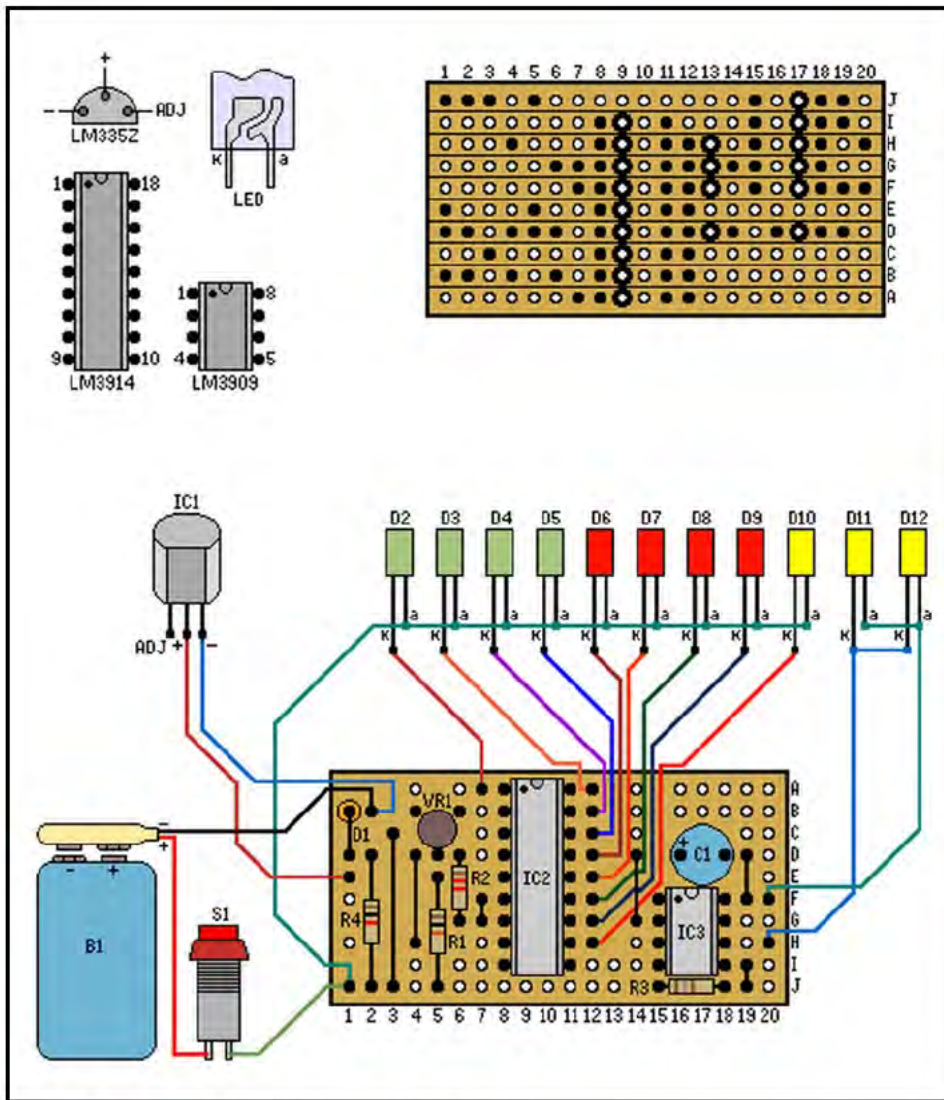 +
- ADJ
LM335Z
K a
LED
1 18
9 10
LM3914
1 8
4 5
LM3909
1 2 3 4 5 6 7 8 9 10 11 12 13 14 15 16 17 18 19 20
J
I
H
G
F
E
D
C
B
A
IC1
ADJ + -
D2 D3 D4 D5 D6 D7 D8 D9 D10 D11 D12
a a a a a a a a a a a
K K K K K K K K K K K
A
B
C
D
E
F
G
H
I
J
VR1
D1
R2
R4
R1
IC2
+ C1
IC3
R3
1 2 3 4 5 6 7 8 9 10 11 12 13 14 15 16 17 18 19 20
-
+
- +
B1
S1